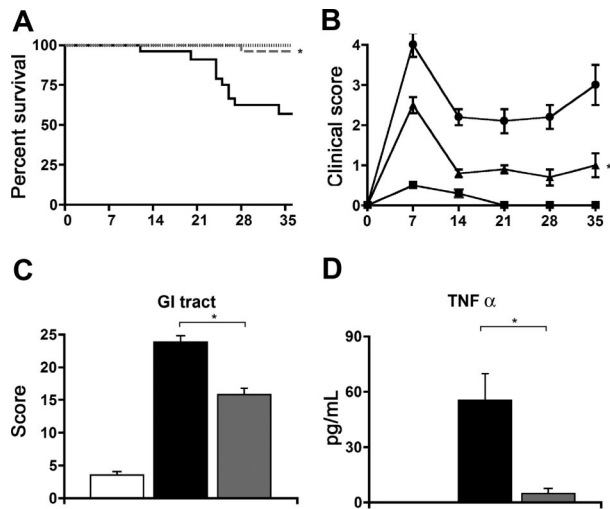 A
Percent survival
100
75
50
25
0
0 7 14 21 28 35
*
B
Clinical score
4
3
2
1
0
0 7 14 21 28 35
*
C
GI tract
Score
25
20
15
10
5
0
*
D
TNF α
pg/mL
90
60
30
0
*